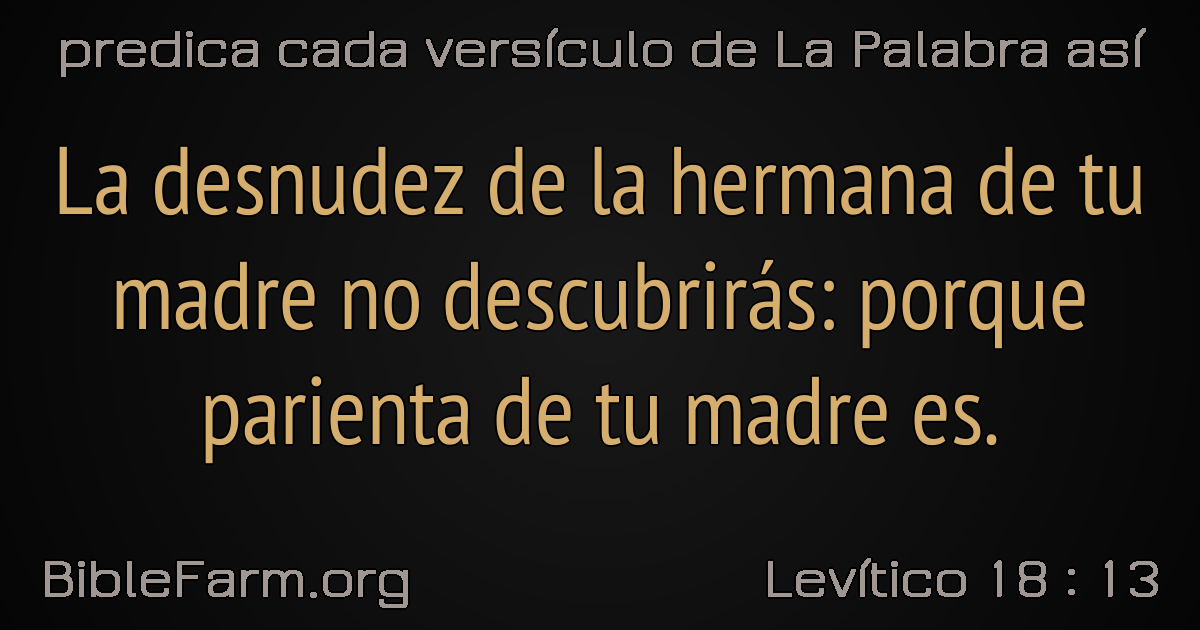 predica cada versículo de La Palabra así
La desnudez de la hermana de tu
madre no descubrirás: porque
parienta de tu madre es.
BibleFarm.org
Levítico 18 : 13